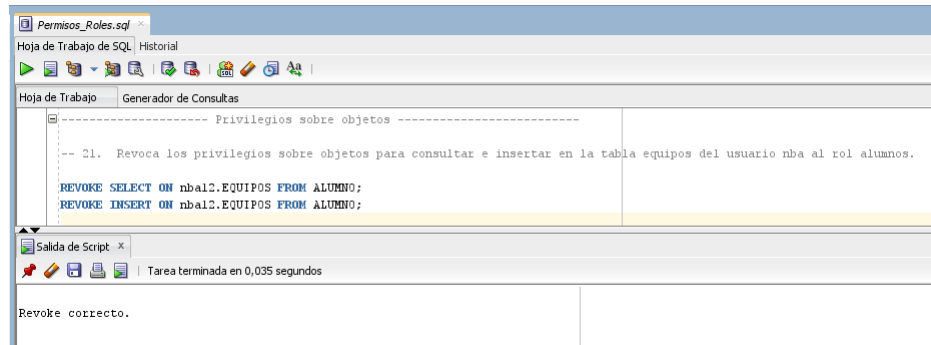 Permisos_Roles.sql ×
Hoja de Trabajo de SQL Historial
SQL
Aa
Hoja de Trabajo Generador de Consultas
--------------------- Privilegios sobre objetos --------------------------
-- 21.  Revoca los privilegios sobre objetos para consultar e insertar en la tabla equipos del usuario nba al rol alumnos.
REVOKE SELECT ON nba12.EQUIPOS FROM ALUMNO;
REVOKE INSERT ON nba12.EQUIPOS FROM ALUMNO;
Salida de Script ×
Tarea terminada en 0,035 segundos
Revoke correcto.